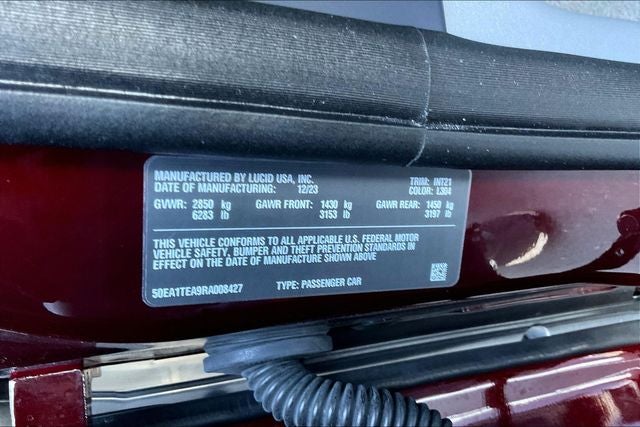 MANUFACTURED BY LUCID USA, INC. TRIM: INT21
DATE OF MANUFACTURING: 12/23 COLOR: L304
GVWR: 2850 kg GAWR FRONT: 1430 kg GAWR REAR: 1450 kg
6283 lb 3153 lb 3197 lb
THIS VEHICLE CONFORMS TO ALL APPLICABLE U.S. FEDERAL MOTOR
VEHICLE SAFETY, BUMPER AND THEFT PREVENTION STANDARDS IN
EFFECT ON THE DATE OF MANUFACTURE SHOWN ABOVE
50EA1TEA9RA008427 TYPE: PASSENGER CAR